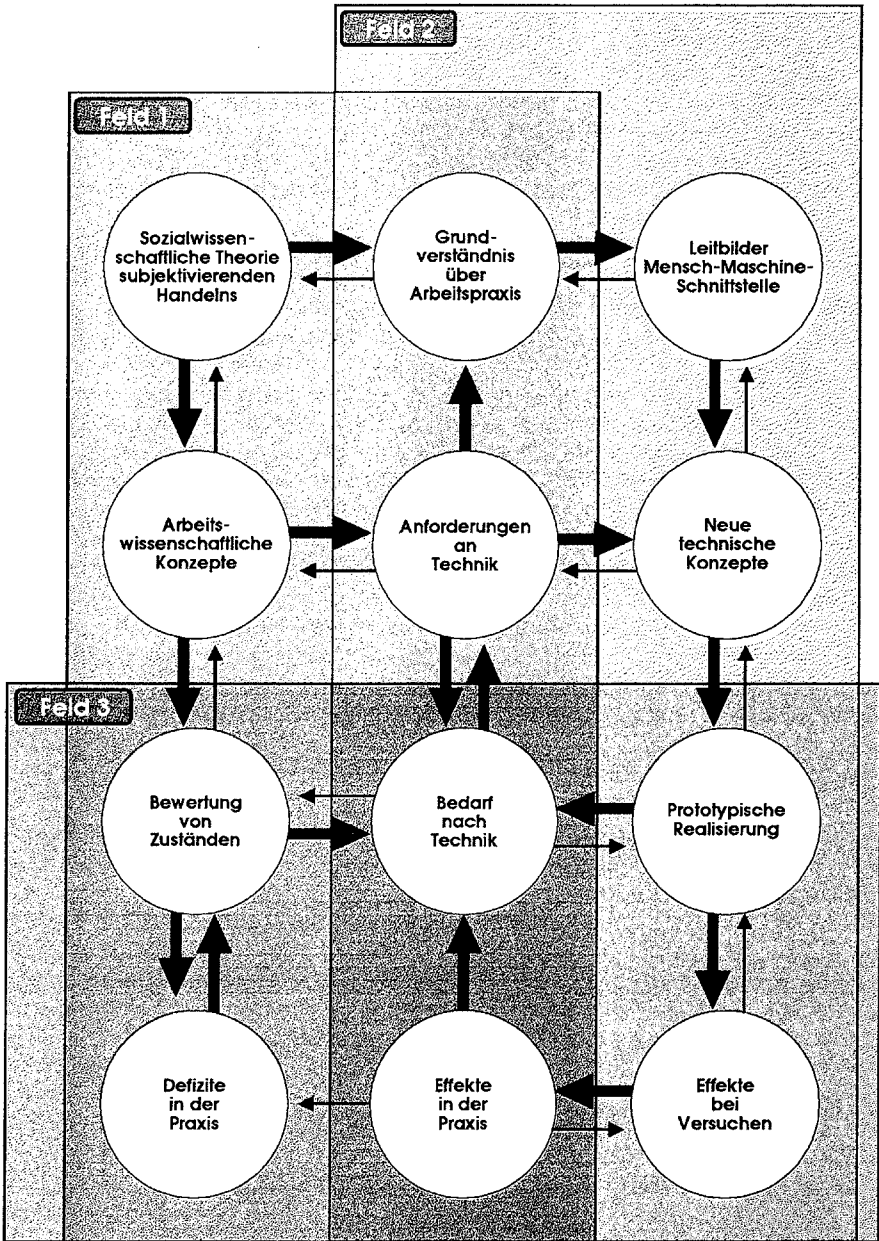 Feld 2
Feld 1
Sozialwissen-
schaftliche Theorie
subjektivierenden
Handelns
Grund-
verständnis
über
Arbeitspraxis
Leitbilder
Mensch-Maschine-
Schnittstelle
Arbeits-
wissenschaftliche
Konzepte
Anforderungen
an
Technik
Neue
technische
Konzepte
Feld 3
Bewertung
von
Zuständen
Bedarf
nach
Technik
Prototypische
Realisierung
Defizite
in der
Praxis
Effekte
in der
Praxis
Effekte
bei
Versuchen